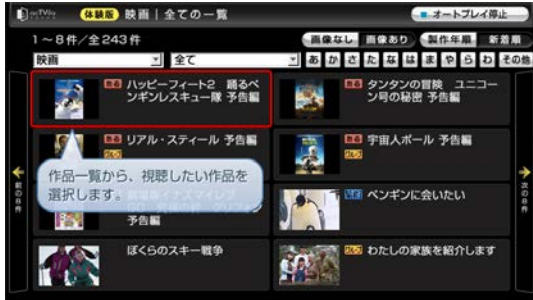 acTVila 体験版 映画｜全ての一覧 オートプレイ停止
1～8件／全243件 画像なし 画像あり 製作年順 新着順
映画 全て あ か さ た な は ま や ら わ その他
ハッピーフィート2 踊るペ
ンギンレスキュー隊 予告編
タンタンの冒険 ユニコー
ン号の秘密 予告編
リアル・スティール 予告編
宇宙人ポール 予告編
作品一覧から、視聴したい作品を
選択します。
予告編
ペンギンに会いたい
ぼくらのスキー戦争
わたしの家族を紹介します
前の8件
次の8件